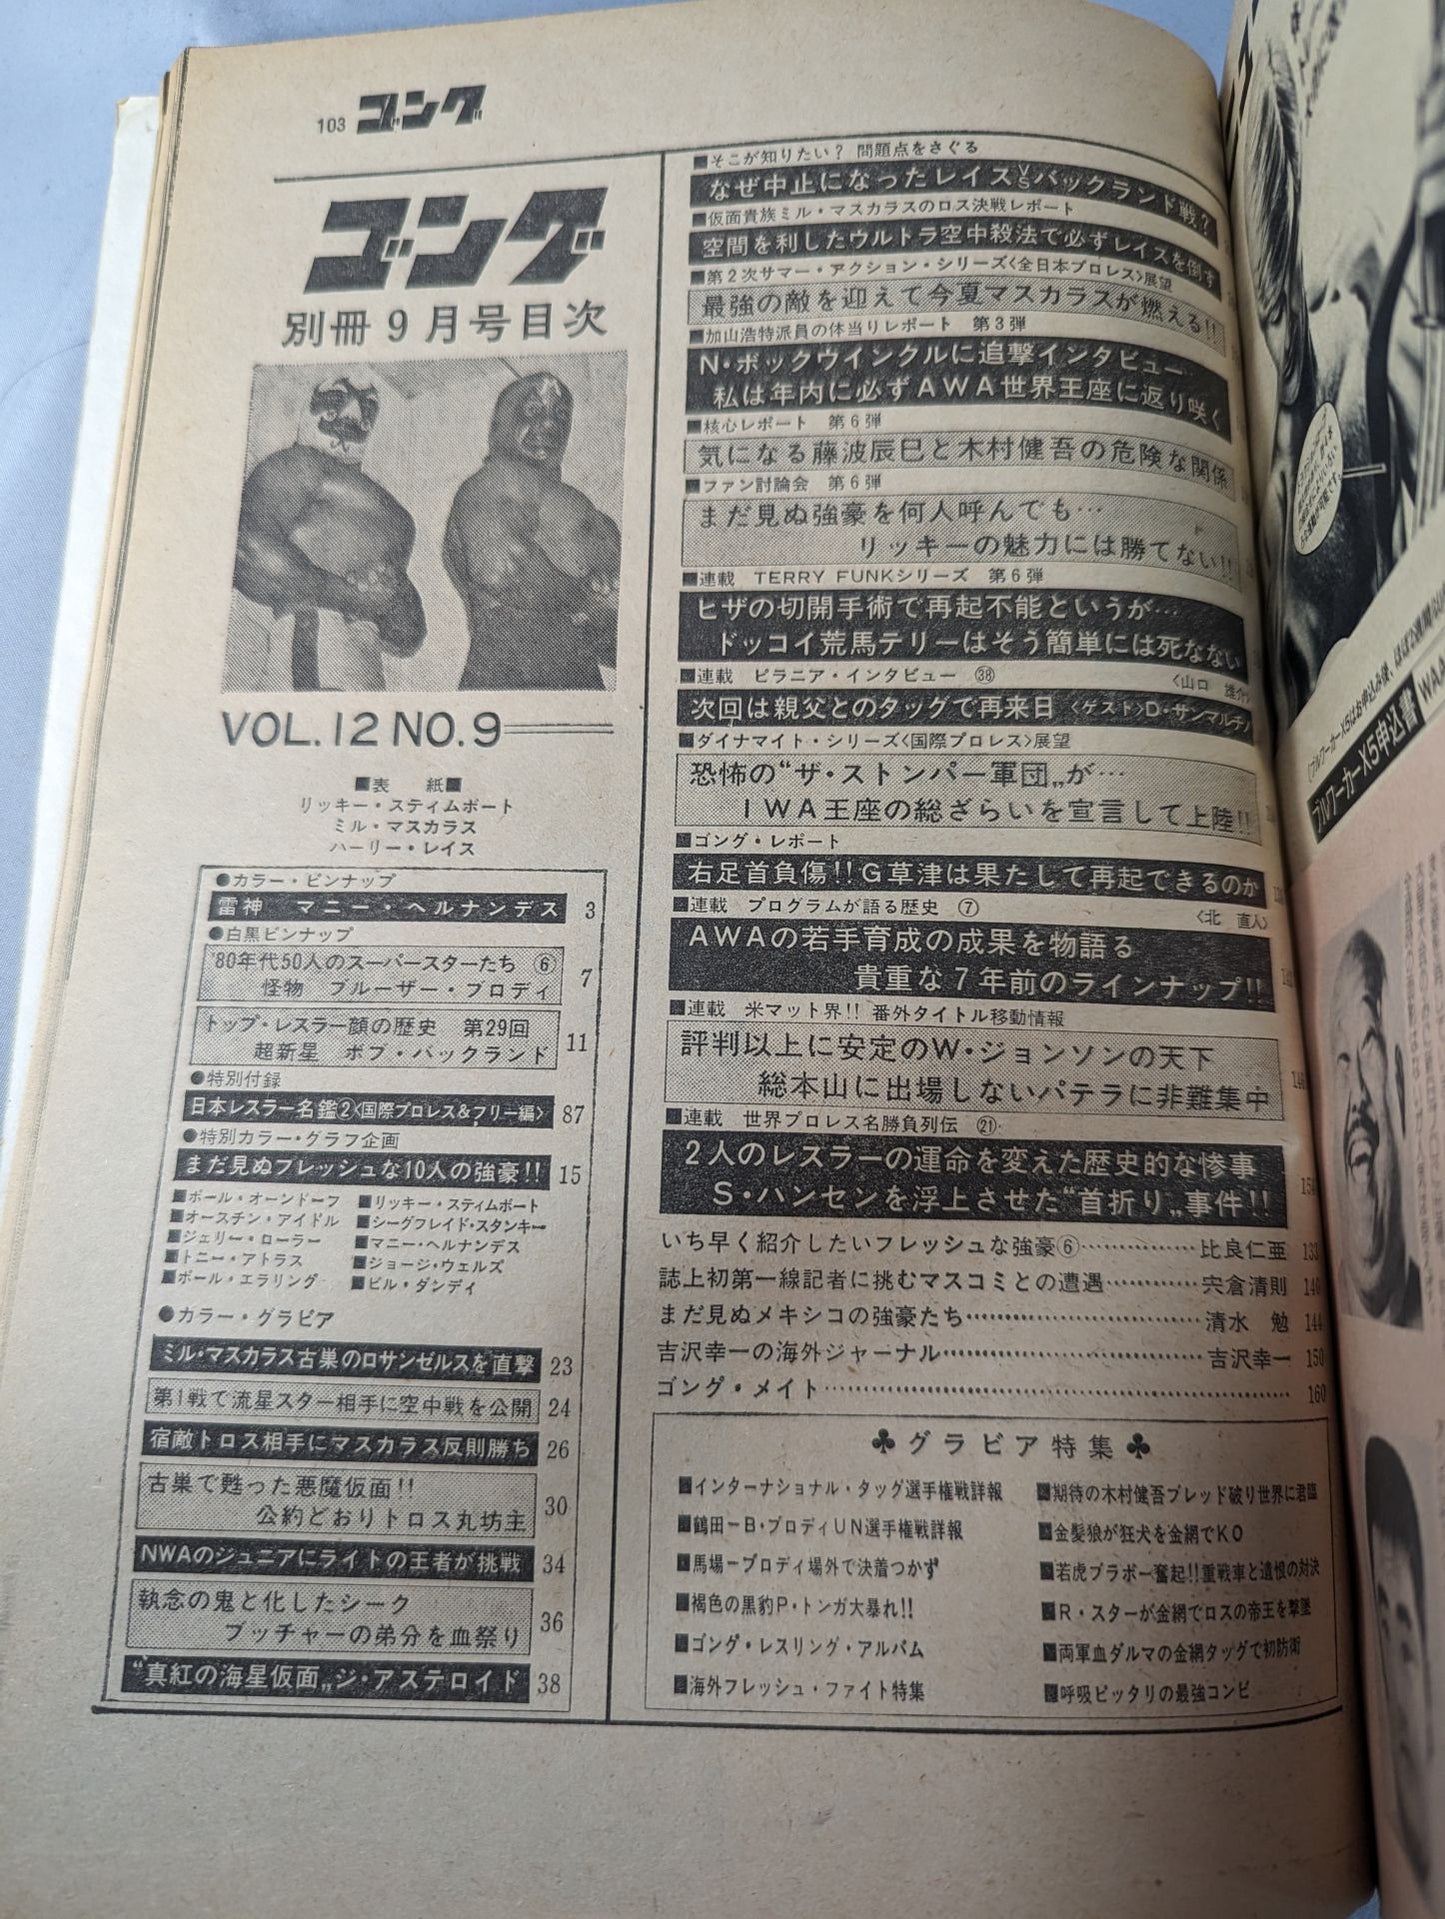 103 ゴング
ゴング
別冊9月号目次
VOL.12 NO.9
■表 紙■
リッキー・スティムボート
ミル・マスカラス
ハーリー・レイス
●カラー・ピンナップ
雷神 マニー・ヘルナンデス 3
●白黒ピンナップ
'80年代50人のスーパースターたち ⑥
怪物 ブルーザー・ブロディ 7
トップ・レスラー顔の歴史 第29回
超新星 ボブ・バックランド 11
●特別付録
日本レスラー名鑑②〈国際プロレス&フリー編〉 87
●特別カラー・グラフ企画
まだ見ぬフレッシュな10人の強豪!! 15
■ポール・オーンドーフ ■リッキー・スティムボート
■オースチン・アイドル ■シーグフレイド・スタンキー
■ジェリー・ローラー ■マニー・ヘルナンデス
■トニー・アトラス ■ジョージ・ウェルズ
■ポール・エラリング ■ビル・ダンディ
●カラー・グラビア
ミル・マスカラス古巣のロサンゼルスを直撃 23
第1戦で流星スター相手に空中戦を公開 24
宿敵トロス相手にマスカラス反則勝ち 26
古巣で甦った悪魔仮面!!
公約どおりトロス丸坊主 30
NWAのジュニアにライトの王者が挑戦 34
執念の鬼と化したシーク
ブッチャーの弟分を血祭り 36
“真紅の海星仮面„ジ・アステロイド 38
■そこが知りたい? 問題点をさぐる
なぜ中止になったレイスVSバックランド戦?
■仮面貴族ミル・マスカラスのロス決戦レポート
空間を利したウルトラ空中殺法で必ずレイスを倒す
■第2次サマー・アクション・シリーズ〈全日本プロレス〉展望
最強の敵を迎えて今夏マスカラスが燃える!!
■加山浩特派員の体当りレポート 第3弾
N・ボックウインクルに追撃インタビュー
私は年内に必ずAWA世界王座に返り咲く
■核心レポート 第6弾
気になる藤波辰巳と木村健吾の危険な関係
■ファン討論会 第6弾
まだ見ぬ強豪を何人呼んでも…
リッキーの魅力には勝てない!!
■連載 TERRY FUNKシリーズ 第6弾
ヒザの切開手術で再起不能というが…
ドッコイ荒馬テリーはそう簡単には死なない
■連載 ピラニア・インタビュー ㊳ 〈山口
次回は親父とのタッグで再来日 〈ゲスト〉D・サンマルチノ
■ダイナマイト・シリーズ〈国際プロレス〉展望
恐怖の“ザ・ストンパー軍団„が…
IWA王座の総ざらいを宣言して上陸!!
■ゴング・レポート
右足首負傷!!G草津は果たして再起できるのか
■連載 プログラムが語る歴史 ⑦ 〈北 直人〉
AWAの若手育成の成果を物語る
貴重な7年前のラインナップ!!
■連載 米マット界!! 番外タイトル移動情報
評判以上に安定のW・ジョンソンの天下
総本山に出場しないパテラに非難集中
■連載 世界プロレス名勝負列伝 ㉑
2人のレスラーの運命を変えた歴史的な惨事
S・ハンセンを浮上させた“首折り„事件!!
いち早く紹介したいフレッシュな強豪⑥……………比良仁亜 133
誌上初第一線記者に挑むマスコミとの遭遇…………宍倉清則 140
まだ見ぬメキシコの強豪たち……………………………清水 勉 144
吉沢幸一の海外ジャーナル………………………………吉沢幸一 150
ゴング・メイト……………………………………………………160
♣グラビア特集♣
■インターナショナル・タッグ選手権戦詳報
■鶴田ーB・ブロディUN選手権戦詳報
■馬場ーブロディ場外で決着つかず
■褐色の黒豹P・トンガ大暴れ!!
■ゴング・レスリング・アルバム
■海外フレッシュ・ファイト特集
■期待の木村健吾ブレッド破り世界に君臨
■金髪狼が狂犬を金網でKO
■若虎ブラボー奮起!!重戦車と遺恨の対決
■R・スターが金網でロスの帝王を撃墜
■両軍血ダルマの金網タッグで初防衛
■呼吸ピッタリの最強コンビ
ブルワーカーX5申込書